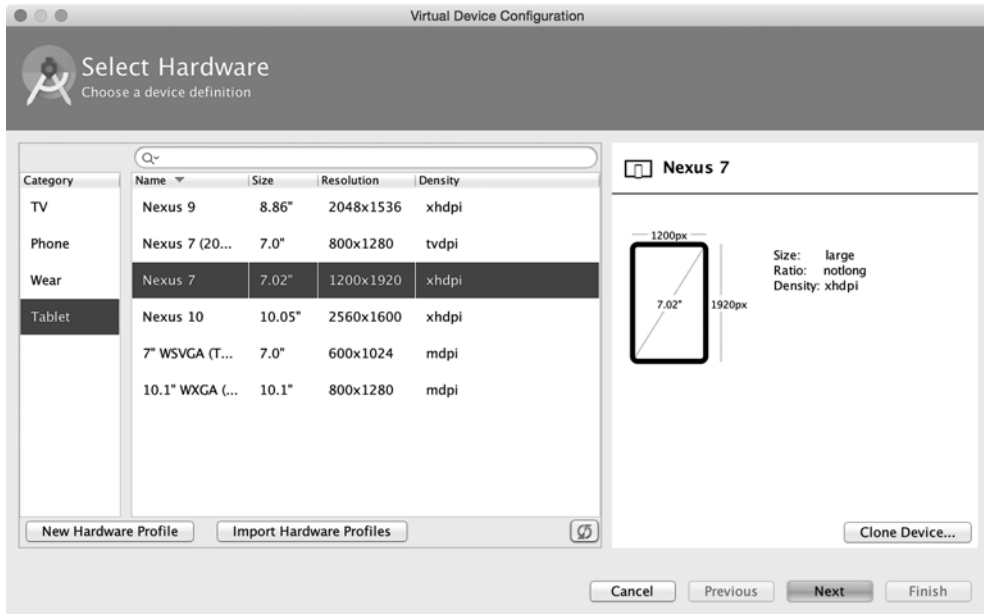 Virtual Device Configuration
Select Hardware
Choose a device definition
Category
Name Size Resolution Density
TV
Phone
Wear
Tablet
Nexus 9 8.86" 2048x1536 xhdpi
Nexus 7 (20... 7.0" 800x1280 tvdpi
Nexus 7 7.02" 1200x1920 xhdpi
Nexus 10 10.05" 2560x1600 xhdpi
7" WSVGA (T... 7.0" 600x1024 mdpi
10.1" WXGA (... 10.1" 800x1280 mdpi
New Hardware Profile Import Hardware Profiles
Nexus 7
1200px
7.02"
1920px
Size: large
Ratio: notlong
Density: xhdpi
Clone Device...
Cancel Previous Next Finish